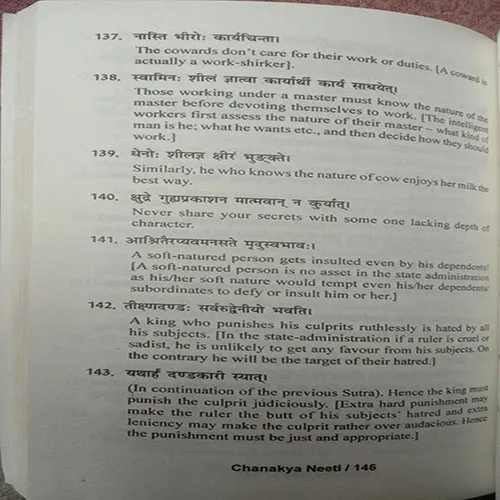 137. नास्ति भीरोः कार्यचिन्ता।
The cowards don't care for their work or duties. [A coward is
actually a work-shirker].
138. स्वामिनः शीलं ज्ञात्वा कार्यार्थी कार्य साधयेत्।
Those working under a master must know the nature of the
master before devoting themselves to work. [The intelligent
workers first assess the nature of their master – what kind of
man is he; what he wants etc., and then decide how they should
work.]
139. धेनोः शीलज्ञ क्षीरं भुङ्क्ते।
Similarly, he who knows the nature of cow enjoys her milk the
best way.
140. क्षुद्रे गुह्यप्रकाशन मात्मवान् न कुर्यात्।
Never share your secrets with some one lacking depth of
character.
141. आश्रितैरप्यवमनसते मृदुस्वभावः।
A soft-natured person gets insulted even by his dependents!
[A soft-natured person is no asset in the state administration
as his/her soft nature would tempt even his/her dependents/
subordinates to defy or insult him or her.]
142. तीक्ष्णदण्डः सर्वरुद्वेनीयो भवति।
A king who punishes his culprits ruthlessly is hated by all
his subjects. [In the state-administration if a ruler is cruel or
sadist, he is unlikely to get any favour from his subjects. On
the contrary he will be the target of their hatred.]
143. यथार्हं दण्डकारी स्यात्।
(In continuation of the previous Sutra). Hence the king must
punish the culprit judiciously. [Extra hard punishment may
make the ruler the butt of his subjects' hatred and extra
leniency may make the culprit rather over audacious. Hence
the punishment must be just and appropriate.]
Chanakya Neeti / 146